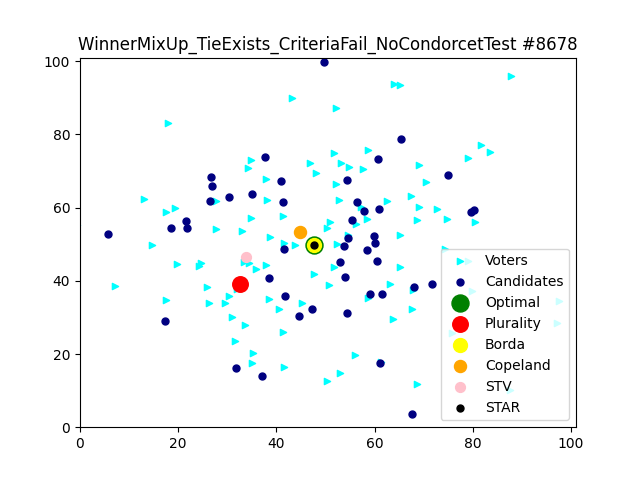 WinnerMixUp_TieExists_CriteriaFail_NoCondorcetTest #8678
100
80
60
40
20
0
0 20 40 60 80 100
Voters
Candidates
Optimal
Plurality
Borda
Copeland
STV
STAR